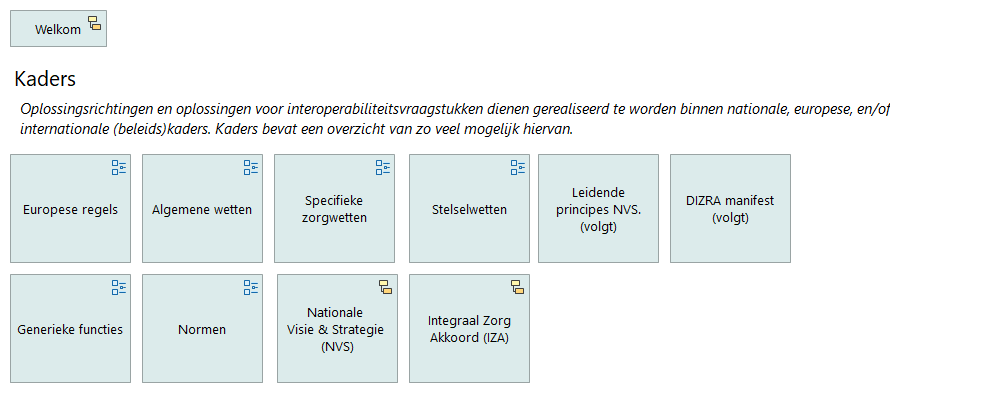 Welkom
Kaders
Oplossingsrichtingen en oplossingen voor interoperabiliteitsvraagstukken dienen gerealiseerd te worden binnen nationale, europese, en/of
internationale (beleids)kaders. Kaders bevat een overzicht van zo veel mogelijk hiervan.
Europese regels
Algemene wetten
Specifieke
zorgwetten
Stelselwetten
Leidende
principes NVS.
(volgt)
DIZRA manifest
(volgt)
Generieke functies
Normen
Nationale
Visie & Strategie
(NVS)
Integraal Zorg
Akkoord (IZA)